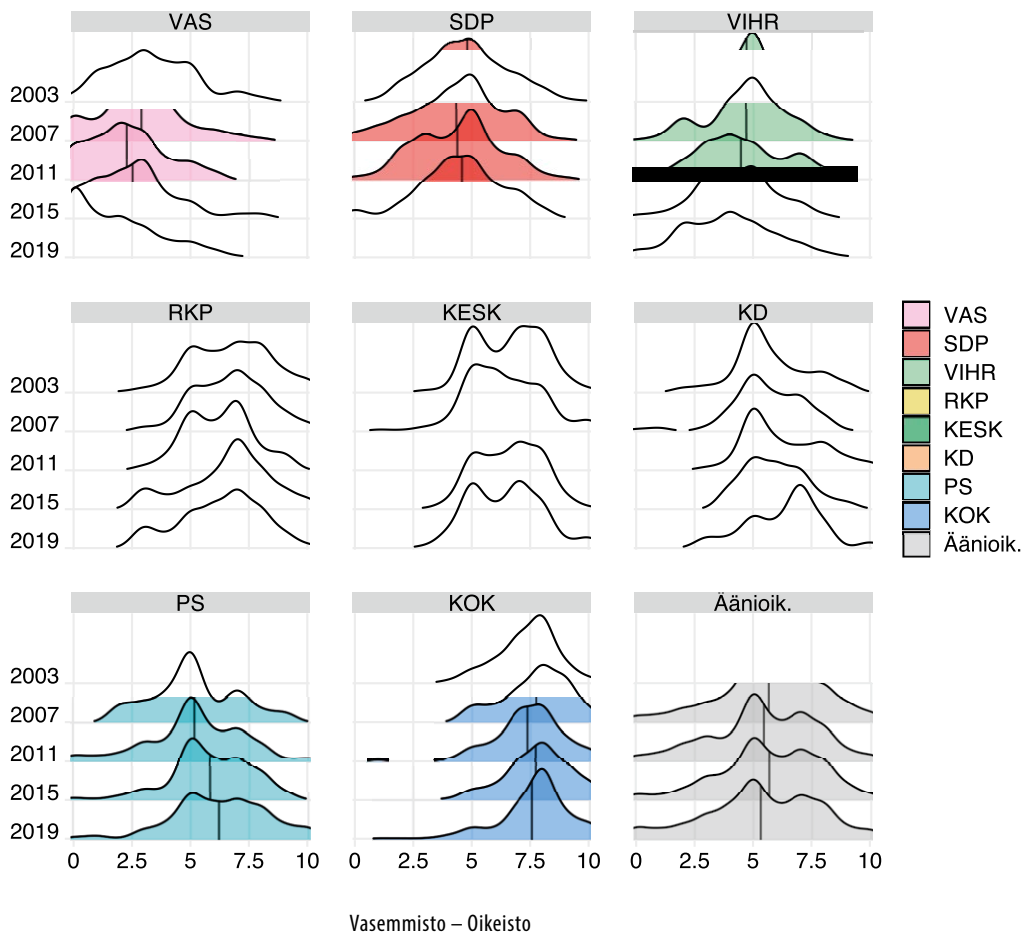 VAS SDP VIHR
2003
2007
2011
2015
2019
RKP KESK KD
2003
2007
2011
2015
2019
VAS
SDP
VIHR
RKP
KESK
KD
PS
KOK
Äänioik.
PS KOK Äänioik.
2003
2007
2011
2015
2019
0 2.5 5 7.5 10 0 2.5 5 7.5 10 0 2.5 5 7.5 10
Vasemmisto – Oikeisto